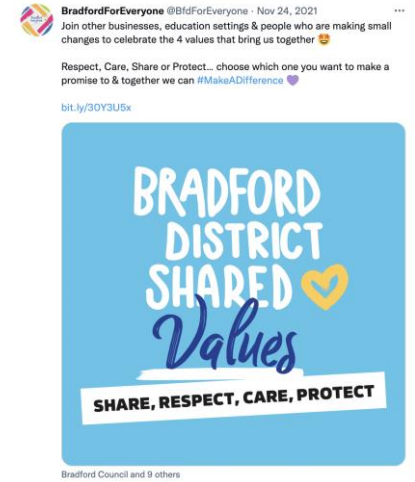 BradfordForEveryone @BfdForEveryone · Nov 24, 2021
Join other businesses, education settings & people who are making small
changes to celebrate the 4 values that bring us together 🤩
Respect, Care, Share or Protect... choose which one you want to make a
promise to & together we can #MakeADifference 💜
bit.ly/30Y3U5x
BRADFORD
DISTRICT
SHARED
Values
SHARE, RESPECT, CARE, PROTECT
Bradford Council and 9 others